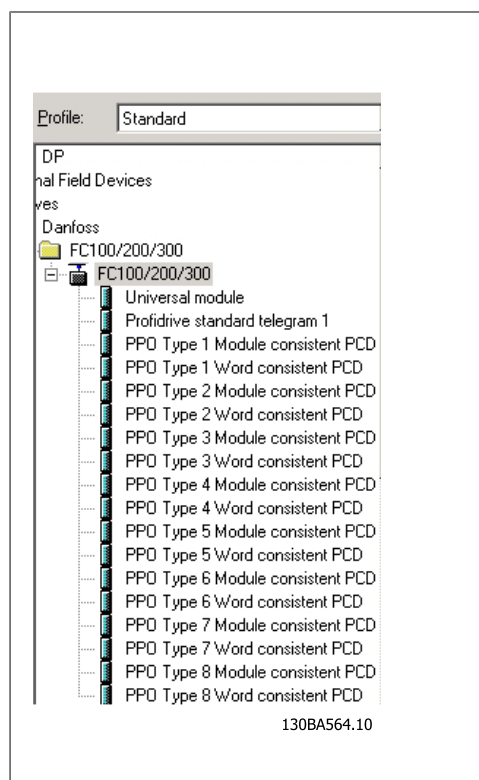 Profile: Standard
DP
nal Field Devices
ves
Danfoss
FC100/200/300
FC100/200/300
Universal module
Profidrive standard telegram 1
PPO Type 1 Module consistent PCD
PPO Type 1 Word consistent PCD
PPO Type 2 Module consistent PCD
PPO Type 2 Word consistent PCD
PPO Type 3 Module consistent PCD
PPO Type 3 Word consistent PCD
PPO Type 4 Module consistent PCD
PPO Type 4 Word consistent PCD
PPO Type 5 Module consistent PCD
PPO Type 5 Word consistent PCD
PPO Type 6 Module consistent PCD
PPO Type 6 Word consistent PCD
PPO Type 7 Module consistent PCD
PPO Type 7 Word consistent PCD
PPO Type 8 Module consistent PCD
PPO Type 8 Word consistent PCD
130BA564.10